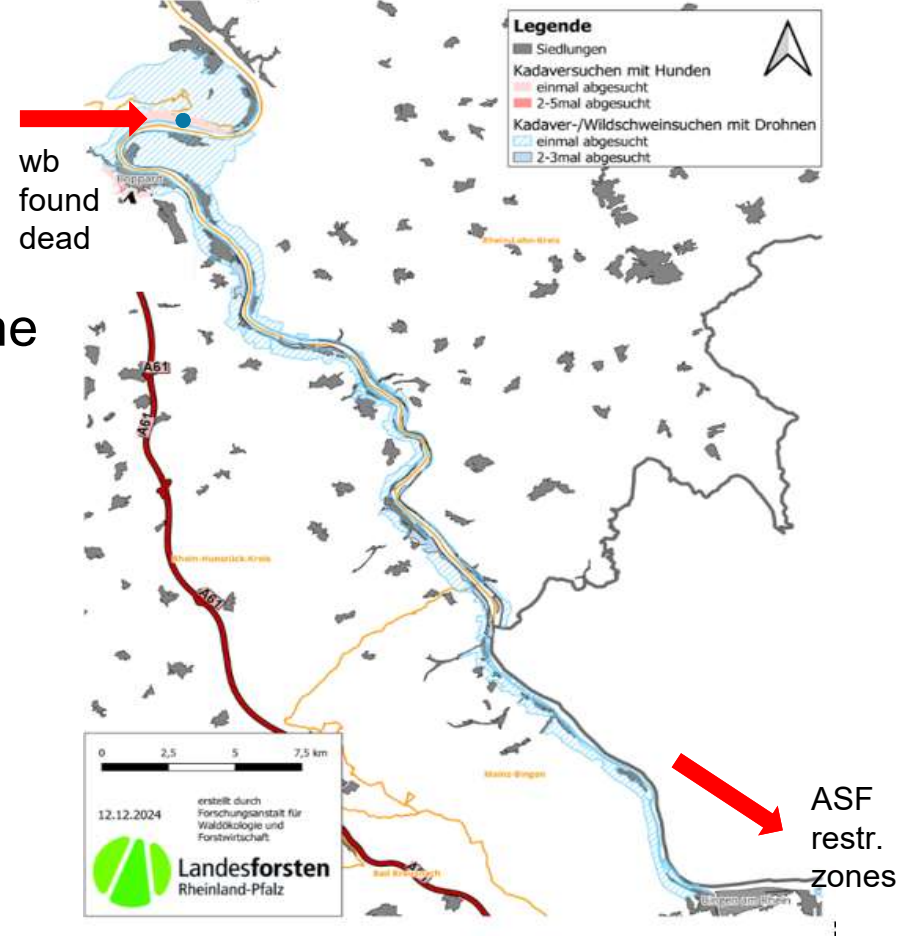 Legende
Siedlungen
Kadaversuchen mit Hunden
einmal abgesucht
2-5mal abgesucht
Kadaver-/Wildschweinsuchen mit Drohnen
einmal abgesucht
2-3mal abgesucht
wb
found
dead
Boppard
Rhein-Lahn-Kreis
ne
A61
A61
Rhein-Hunsrück-Kreis
A61
Mainz-Bingen
0 2,5 5 7,5 km
12.12.2024
erstellt durch
Forschungsanstalt für
Waldökologie und
Forstwirtschaft
Landesforsten
Rheinland-Pfalz
Bad Kreuznach
ASF
restr.
zones
Bingen am Rhein